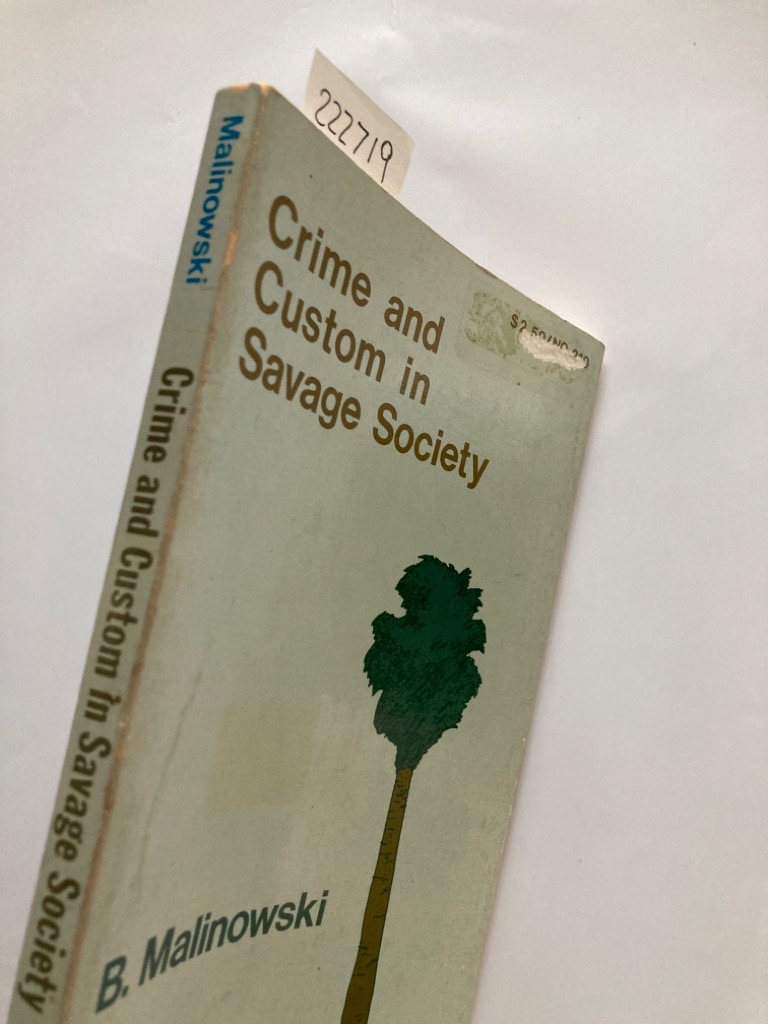 222719
Malinowski
Crime and Custom in Savage Society
Crime and
Custom in
Savage Society
B. Malinowski